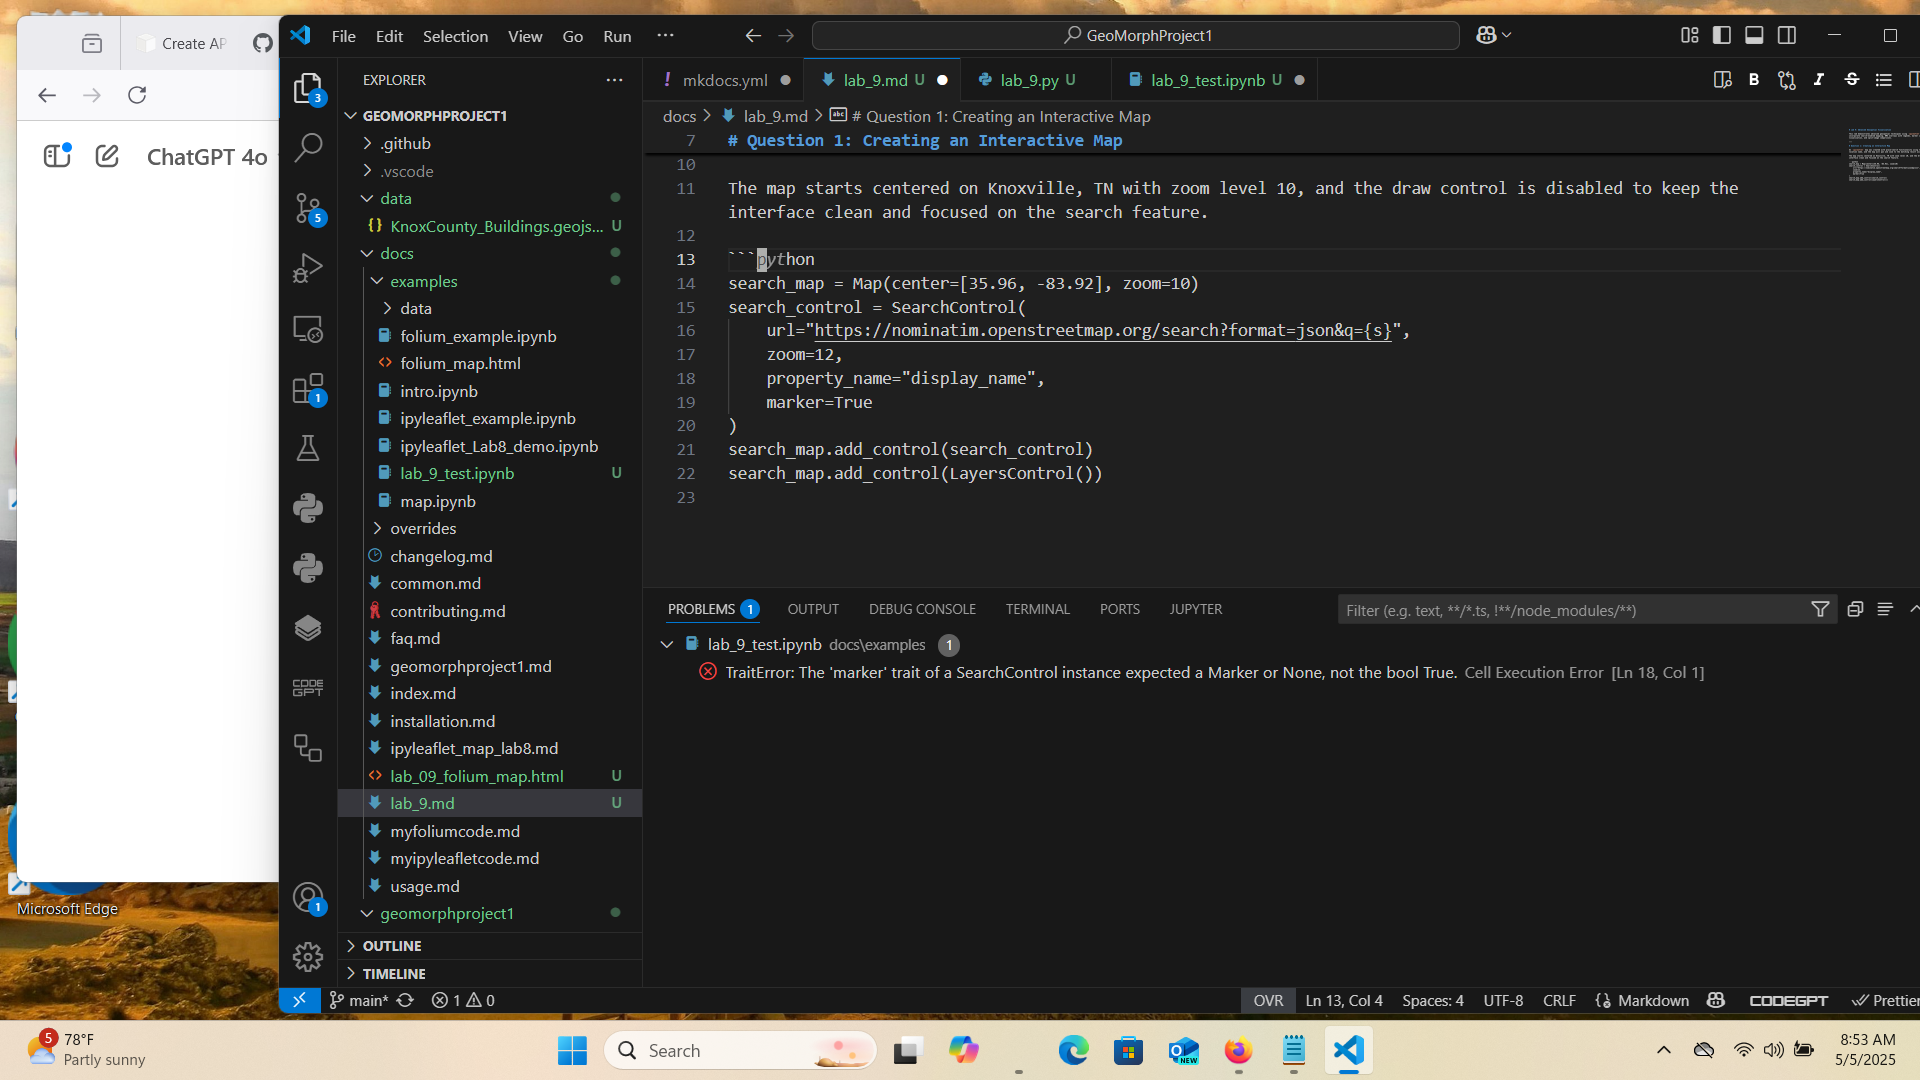 Create AP
ChatGPT 4o
Microsoft Edge
File Edit Selection View Go Run ···
GeoMorphProject1
EXPLORER ···
GEOMORPHPROJECT1
.github
.vscode
data
KnoxCounty_Buildings.geojs... U
docs
examples
data
folium_example.ipynb
folium_map.html
intro.ipynb
ipyleaflet_example.ipynb
ipyleaflet_Lab8_demo.ipynb
lab_9_test.ipynb U
map.ipynb
overrides
changelog.md
common.md
contributing.md
faq.md
geomorphproject1.md
index.md
installation.md
ipyleaflet_map_lab8.md
lab_09_folium_map.html U
lab_9.md U
myfoliumcode.md
myipyleafletcode.md
usage.md
geomorphproject1
OUTLINE
TIMELINE
3
5
1
CODE GPT
1
mkdocs.yml
lab_9.md U
lab_9.py U
lab_9_test.ipynb U
docs > lab_9.md > # Question 1: Creating an Interactive Map
7 # Question 1: Creating an Interactive Map
10
11 The map starts centered on Knoxville, TN with zoom level 10, and the draw control is disabled to keep the
interface clean and focused on the search feature.
12
13 ```python
14 search_map = Map(center=[35.96, -83.92], zoom=10)
15 search_control = SearchControl(
16 url="https://nominatim.openstreetmap.org/search?format=json&q={s}",
17 zoom=12,
18 property_name="display_name",
19 marker=True
20 )
21 search_map.add_control(search_control)
22 search_map.add_control(LayersControl())
23
PROBLEMS 1 OUTPUT DEBUG CONSOLE TERMINAL PORTS JUPYTER
Filter (e.g. text, **/*.ts, !**/node_modules/**)
lab_9_test.ipynb docs\examples 1
TraitError: The 'marker' trait of a SearchControl instance expected a Marker or None, not the bool True. Cell Execution Error [Ln 18, Col 1]
main* 1 0
OVR Ln 13, Col 4 Spaces: 4 UTF-8 CRLF Markdown CODEGPT Prettier
5
78°F
Partly sunny
Search
NEW
8:53 AM
5/5/2025